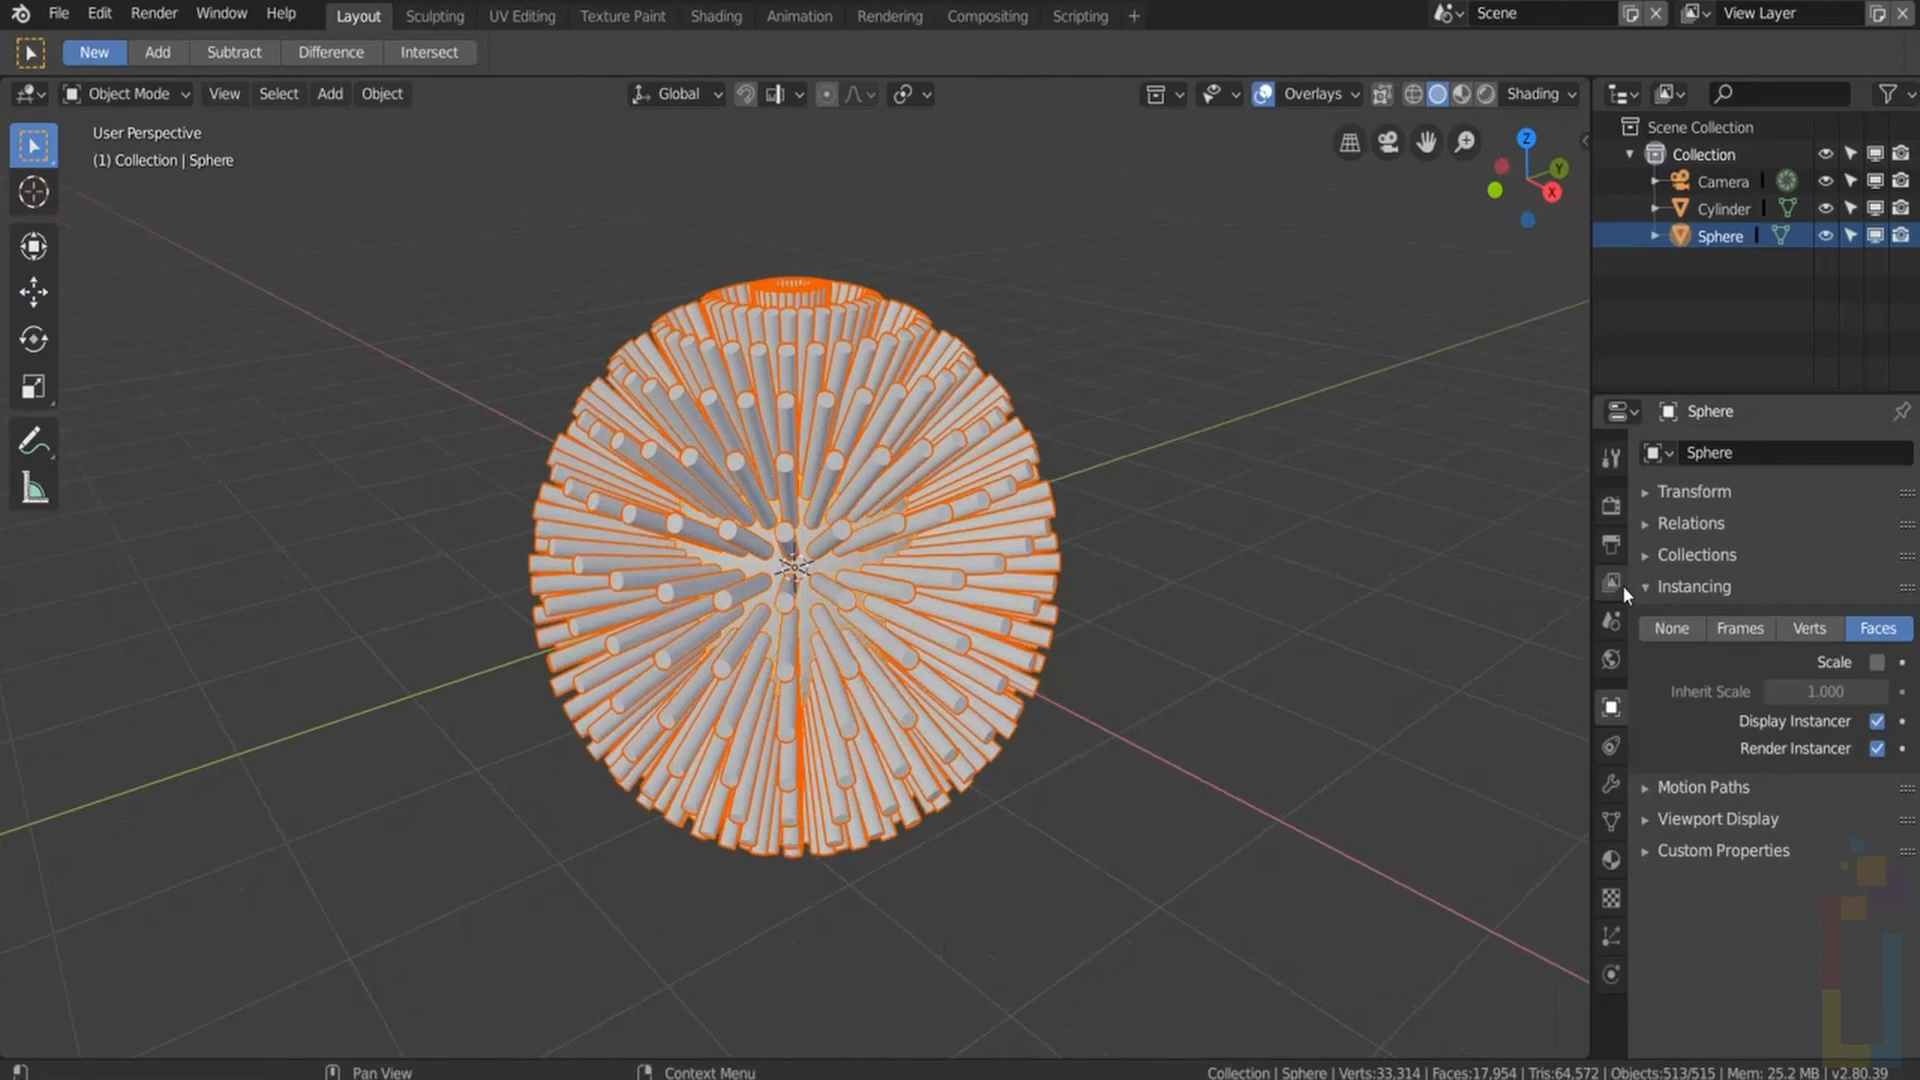 File Edit Render Window Help Layout Sculpting UV Editing Texture Paint Shading Animation Rendering Compositing Scripting + Scene View Layer
New Add Subtract Difference Intersect
Object Mode View Select Add Object Global Overlays Shading
User Perspective
(1) Collection | Sphere
Z
Y
X
Scene Collection
Collection
Camera
Cylinder
Sphere
Sphere
Sphere
Transform
Relations
Collections
Instancing
None Frames Verts Faces
Scale
Inherit Scale 1.000
Display Instancer
Render Instancer
Motion Paths
Viewport Display
Custom Properties
Pan View Context Menu Collection | Sphere | Verts:33,314 | Faces:17,954 | Tris:64,572 | Objects:513/515 | Mem: 25.2 MB | v2.80.39